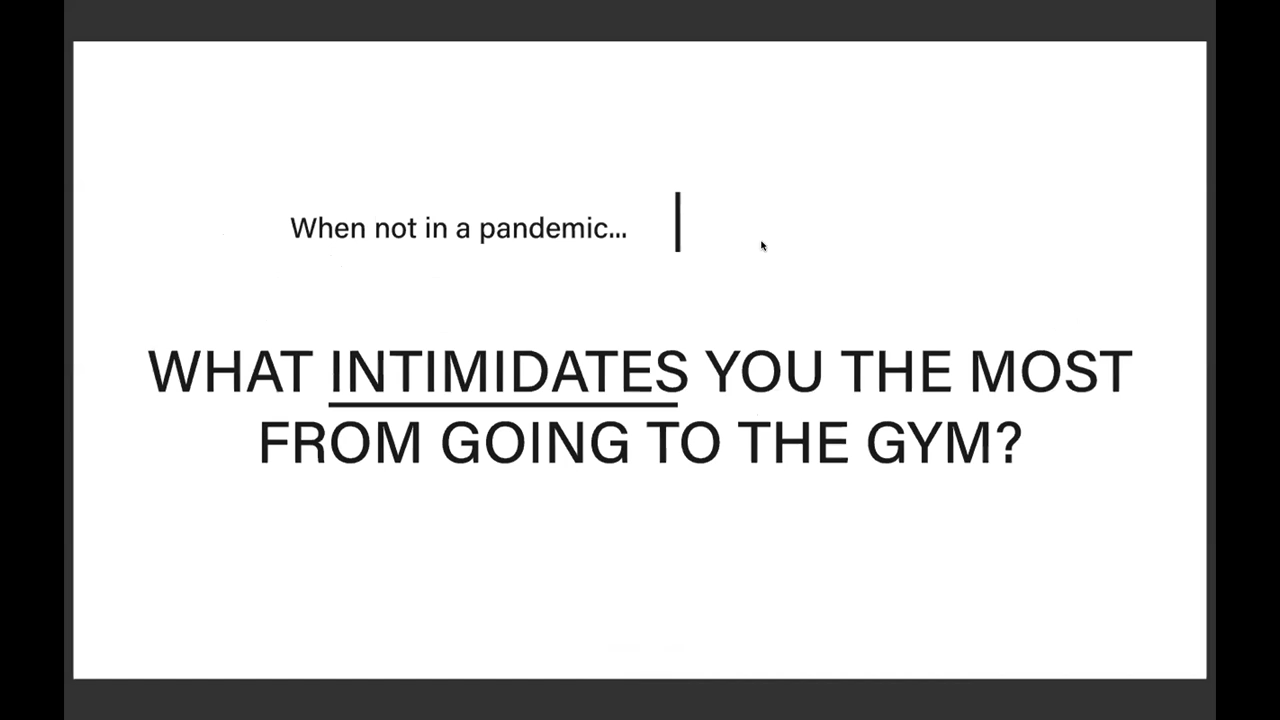 When not in a pandemic...
WHAT INTIMIDATES YOU THE MOST
FROM GOING TO THE GYM?